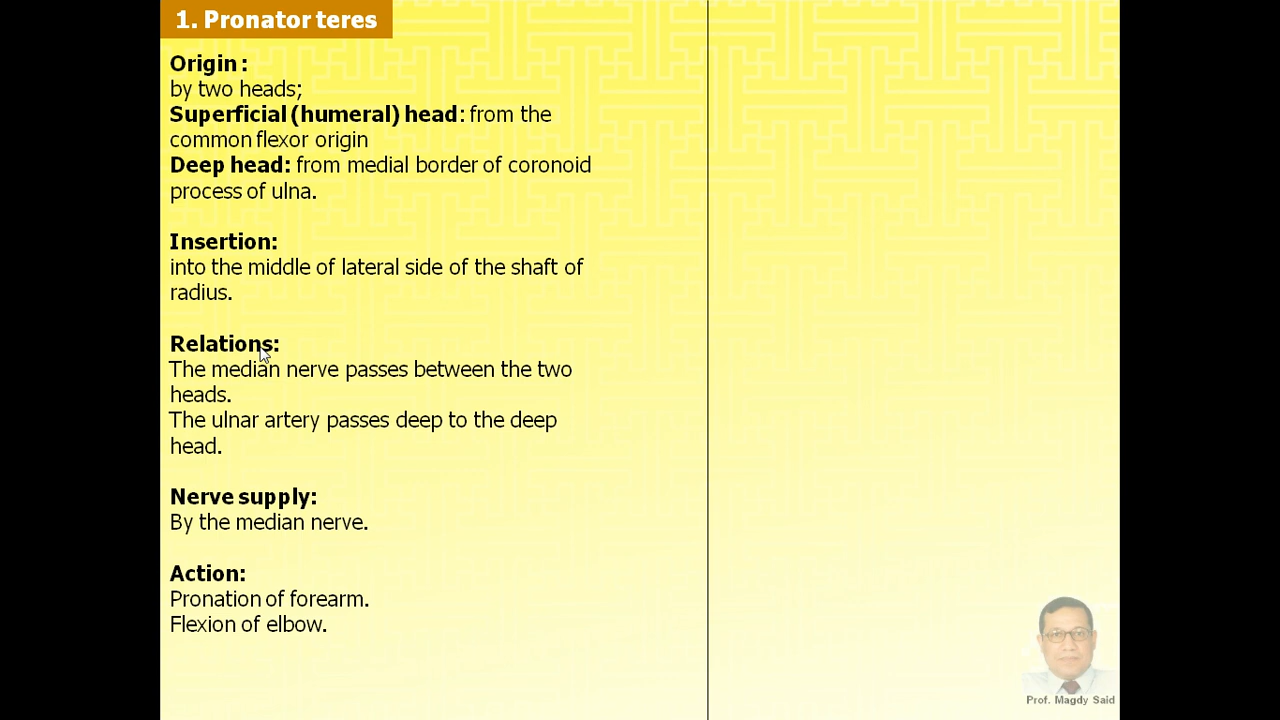 1. Pronator teres
Origin :
by two heads;
Superficial (humeral) head: from the
common flexor origin
Deep head: from medial border of coronoid
process of ulna.
Insertion:
into the middle of lateral side of the shaft of
radius.
Relations:
The median nerve passes between the two
heads.
The ulnar artery passes deep to the deep
head.
Nerve supply:
By the median nerve.
Action:
Pronation of forearm.
Flexion of elbow.
Prof. Magdy Said